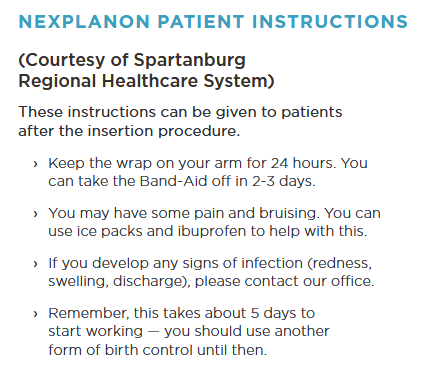 NEXPLANON PATIENT INSTRUCTIONS
(Courtesy of Spartanburg
Regional Healthcare System)
These instructions can be given to patients
after the insertion procedure.
› Keep the wrap on your arm for 24 hours. You
can take the Band-Aid off in 2-3 days.
› You may have some pain and bruising. You can
use ice packs and ibuprofen to help with this.
› If you develop any signs of infection (redness,
swelling, discharge), please contact our office.
› Remember, this takes about 5 days to
start working — you should use another
form of birth control until then.